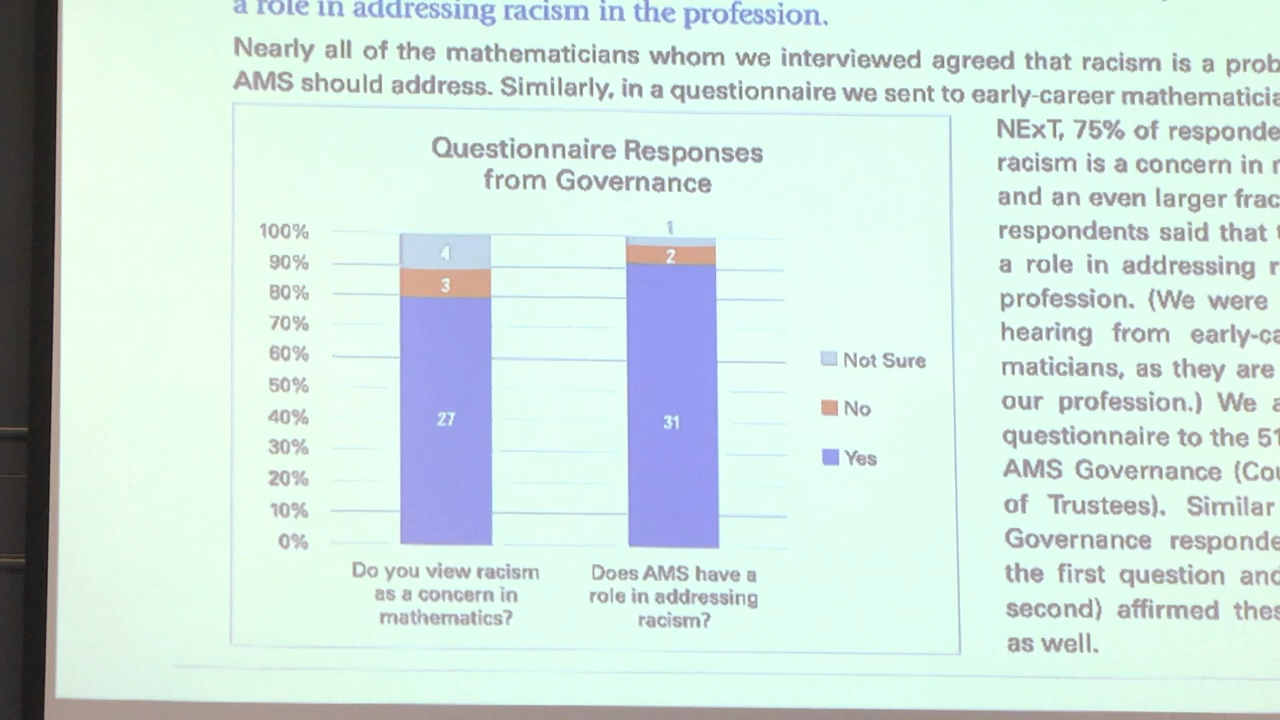 a role in addressing racism in the profession.
Nearly all of the mathematicians whom we interviewed agreed that racism is a prob
AMS should address. Similarly, in a questionnaire we sent to early-career mathematicia
Questionnaire Responses
from Governance
100%
90%
80%
70%
60%
50%
40%
30%
20%
10%
0%
4
3
27
1
2
31
Not Sure
No
Yes
Do you view racism
as a concern in
mathematics?
Does AMS have a
role in addressing
racism?
NExT, 75% of responde
racism is a concern in
and an even larger frac
respondents said that
a role in addressing
profession. (We were
hearing from early-ca
maticians, as they are
our profession.) We
questionnaire to the 51
AMS Governance (Cou
of Trustees). Similar
Governance responde
the first question and
second) affirmed thes
as well.